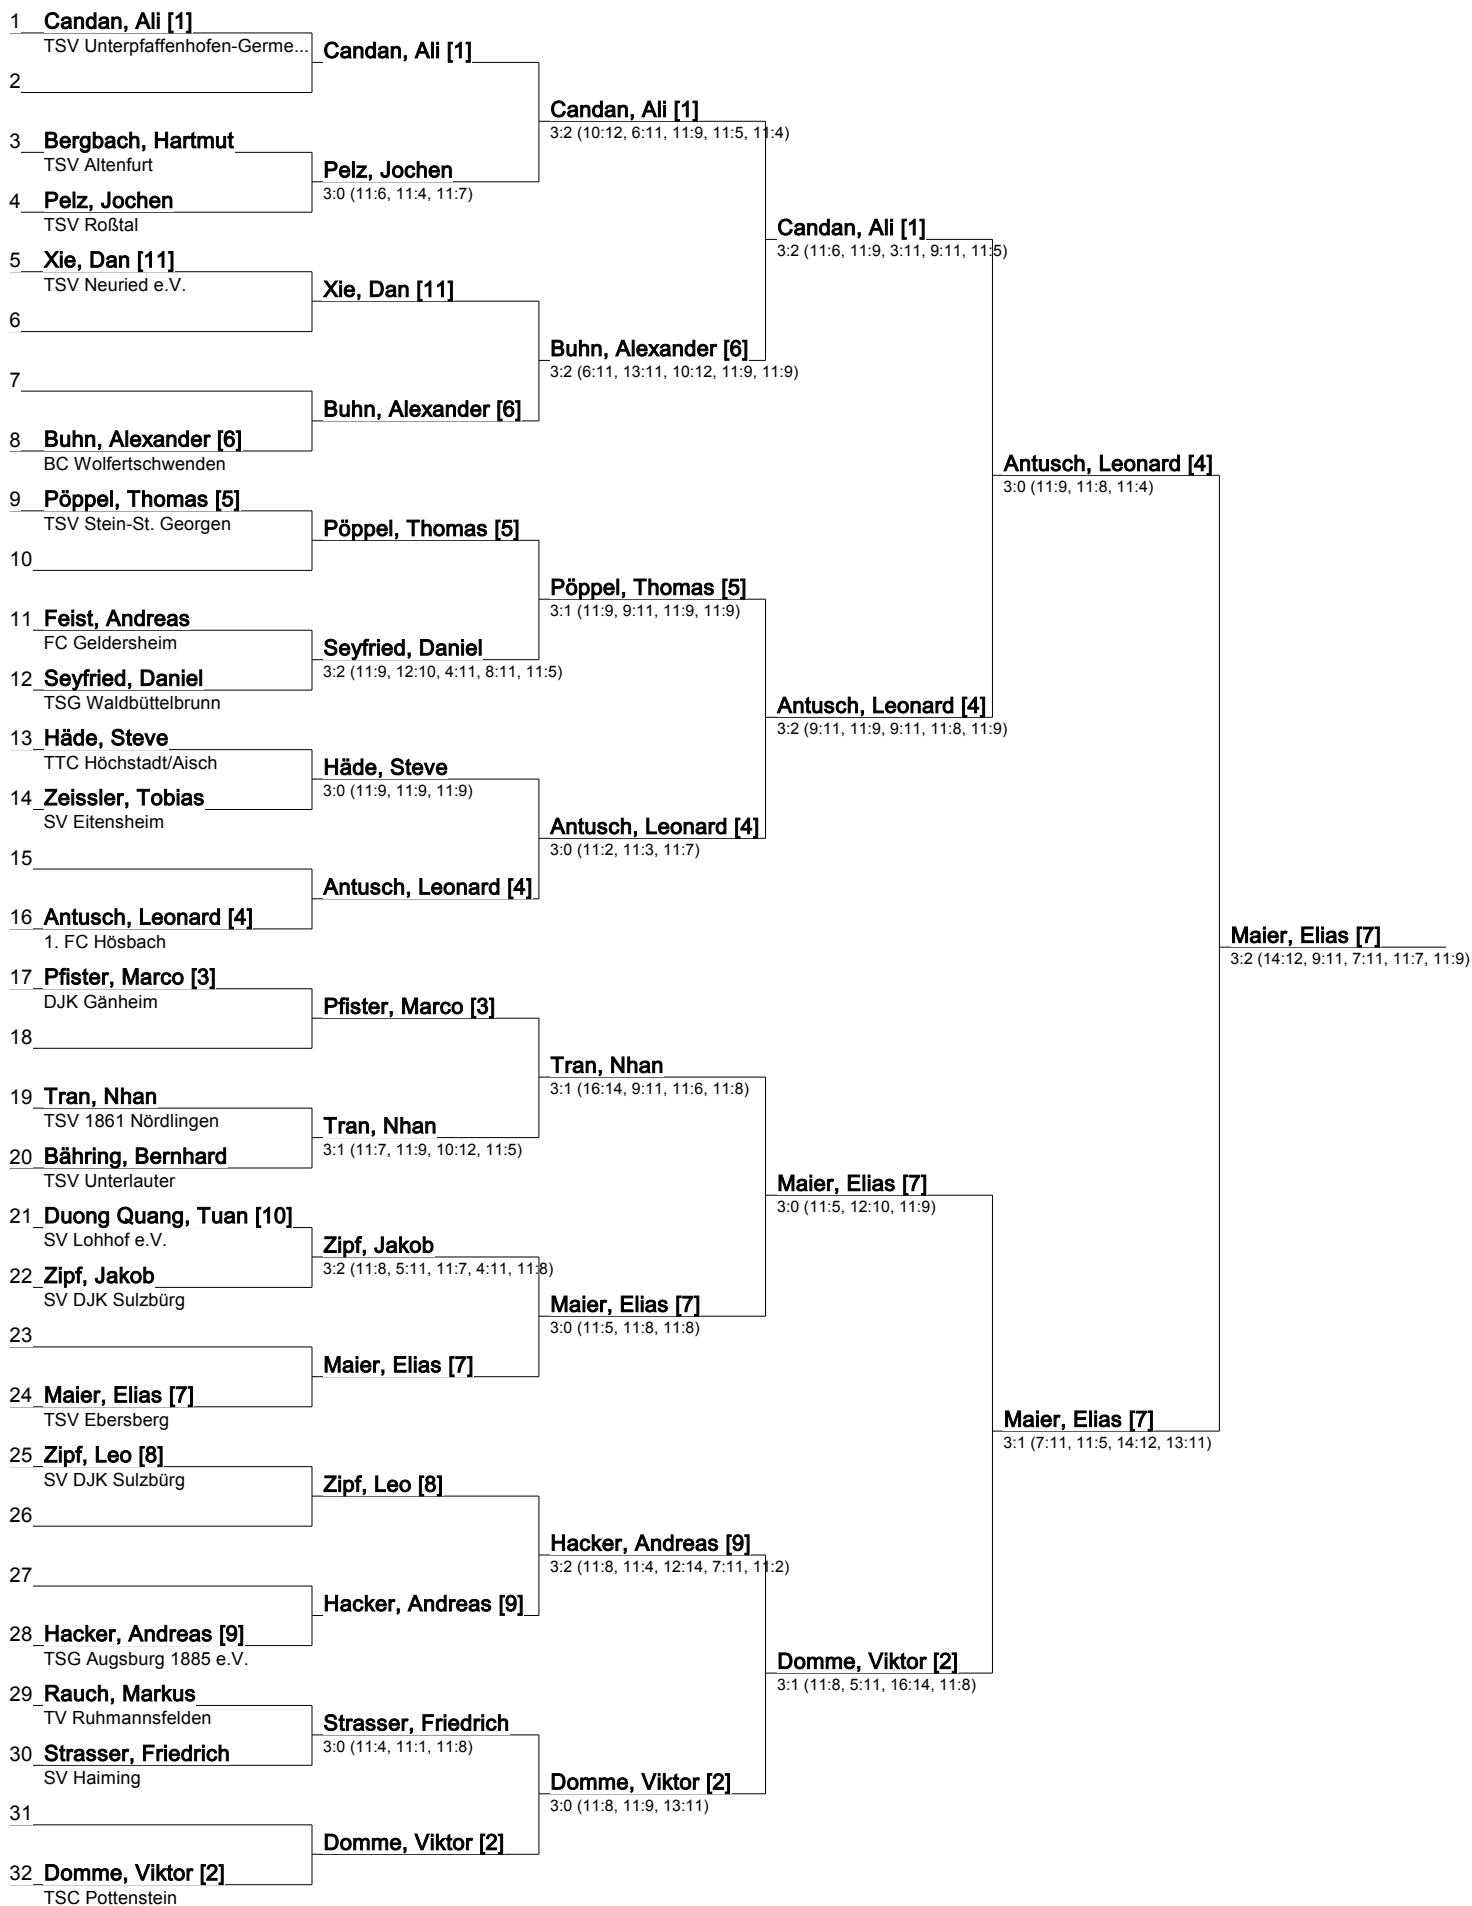 1 Candan, Ali [1]
TSV Unterpfaffenhofen-Germe...
Candan, Ali [1]
2
Candan, Ali [1]
3:2 (10:12, 6:11, 11:9, 11:5, 11:4)
3 Bergbach, Hartmut
TSV Altenfurt
Pelz, Jochen
3:0 (11:6, 11:4, 11:7)
4 Pelz, Jochen
TSV Roßtal
Candan, Ali [1]
3:2 (11:6, 11:9, 3:11, 9:11, 11:5)
5 Xie, Dan [11]
TSV Neuried e.V.
Xie, Dan [11]
6
Buhn, Alexander [6]
3:2 (6:11, 13:11, 10:12, 11:9, 11:9)
7
Buhn, Alexander [6]
8 Buhn, Alexander [6]
BC Wolfertschwenden
Antusch, Leonard [4]
3:0 (11:9, 11:8, 11:4)
9 Pöppel, Thomas [5]
TSV Stein-St. Georgen
Pöppel, Thomas [5]
10
Pöppel, Thomas [5]
3:1 (11:9, 9:11, 11:9, 11:9)
11 Feist, Andreas
FC Geldersheim
Seyfried, Daniel
3:2 (11:9, 12:10, 4:11, 8:11, 11:5)
12 Seyfried, Daniel
TSG Waldbüttelbrunn
Antusch, Leonard [4]
3:2 (9:11, 11:9, 9:11, 11:8, 11:9)
13 Häde, Steve
TTC Höchstadt/Aisch
Häde, Steve
3:0 (11:9, 11:9, 11:9)
14 Zeissler, Tobias
SV Eitensheim
Antusch, Leonard [4]
3:0 (11:2, 11:3, 11:7)
15
Antusch, Leonard [4]
16 Antusch, Leonard [4]
1. FC Hösbach
Maier, Elias [7]
3:2 (14:12, 9:11, 7:11, 11:7, 11:9)
17 Pfister, Marco [3]
DJK Gänheim
Pfister, Marco [3]
18
Tran, Nhan
3:1 (16:14, 9:11, 11:6, 11:8)
19 Tran, Nhan
TSV 1861 Nördlingen
Tran, Nhan
3:1 (11:7, 11:9, 10:12, 11:5)
20 Bähring, Bernhard
TSV Unterlauter
Maier, Elias [7]
3:0 (11:5, 12:10, 11:9)
21 Duong Quang, Tuan [10]
SV Lohhof e.V.
Zipf, Jakob
3:2 (11:8, 5:11, 11:7, 4:11, 11:8)
22 Zipf, Jakob
SV DJK Sulzbürg
Maier, Elias [7]
3:0 (11:5, 11:8, 11:8)
23
Maier, Elias [7]
24 Maier, Elias [7]
TSV Ebersberg
Maier, Elias [7]
3:1 (7:11, 11:5, 14:12, 13:11)
25 Zipf, Leo [8]
SV DJK Sulzbürg
Zipf, Leo [8]
26
Hacker, Andreas [9]
3:2 (11:8, 11:4, 12:14, 7:11, 11:2)
27
Hacker, Andreas [9]
28 Hacker, Andreas [9]
TSG Augsburg 1885 e.V.
Domme, Viktor [2]
3:1 (11:8, 5:11, 16:14, 11:8)
29 Rauch, Markus
TV Ruhmannsfelden
Strasser, Friedrich
3:0 (11:4, 11:1, 11:8)
30 Strasser, Friedrich
SV Haiming
Domme, Viktor [2]
3:0 (11:8, 11:9, 13:11)
31
Domme, Viktor [2]
32 Domme, Viktor [2]
TSC Pottenstein